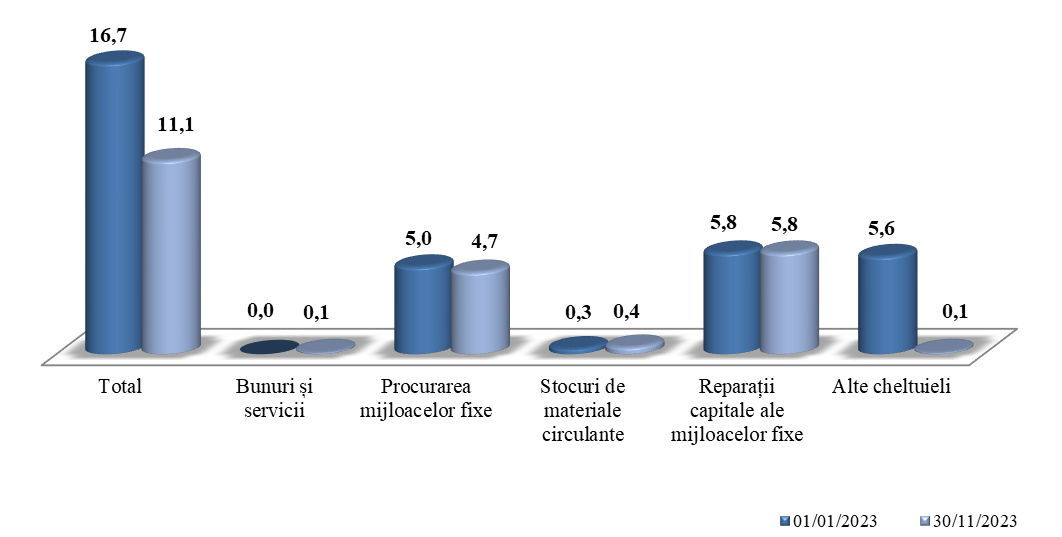 16,7
11,1
0,0
0,1
5,0
4,7
0,3
0,4
5,8
5,8
5,6
0,1
Total
Bunuri și
servicii
Procurarea
mijloacelor fixe
Stocuri de
materiale
circulante
Reparații
capitale ale
mijloacelor fixe
Alte cheltuieli
01/01/2023
30/11/2023